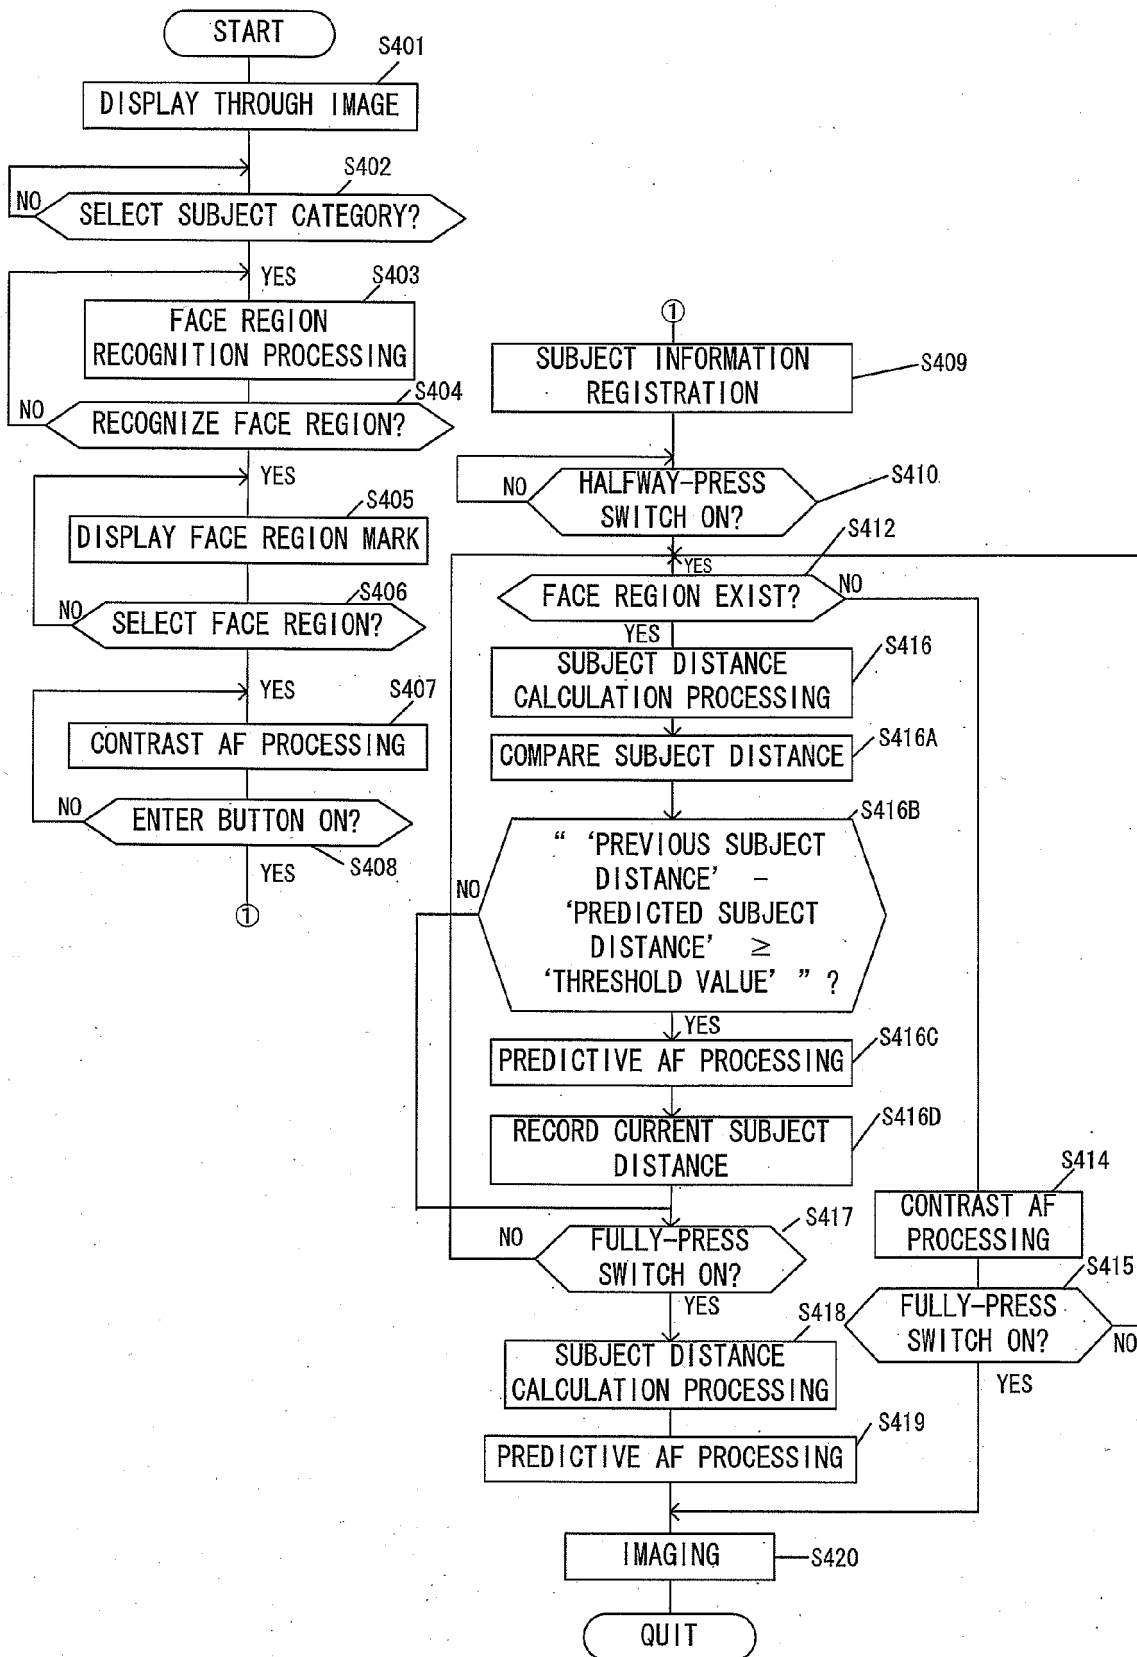 START
S401
DISPLAY THROUGH IMAGE
S402
NO
SELECT SUBJECT CATEGORY?
YES
S403
FACE REGION
RECOGNITION PROCESSING
S404
NO
RECOGNIZE FACE REGION?
YES
S405
DISPLAY FACE REGION MARK
S406
NO
SELECT FACE REGION?
YES
S407
CONTRAST AF PROCESSING
NO
ENTER BUTTON ON?
S408
YES
①
①
SUBJECT INFORMATION
REGISTRATION
S409
HALFWAY-PRESS
SWITCH ON?
NO
S410
S412
YES
FACE REGION EXIST?
NO
YES
S416
SUBJECT DISTANCE
CALCULATION PROCESSING
S416A
COMPARE SUBJECT DISTANCE
S416B
“ ‘PREVIOUS SUBJECT
DISTANCE’ −
‘PREDICTED SUBJECT
DISTANCE’ ≥
‘THRESHOLD VALUE’ ” ?
NO
YES
S416C
PREDICTIVE AF PROCESSING
S416D
RECORD CURRENT SUBJECT
DISTANCE
S417
NO
FULLY-PRESS
SWITCH ON?
YES
S414
CONTRAST AF
PROCESSING
S415
FULLY-PRESS
SWITCH ON?
NO
YES
S418
SUBJECT DISTANCE
CALCULATION PROCESSING
S419
PREDICTIVE AF PROCESSING
IMAGING
S420
QUIT